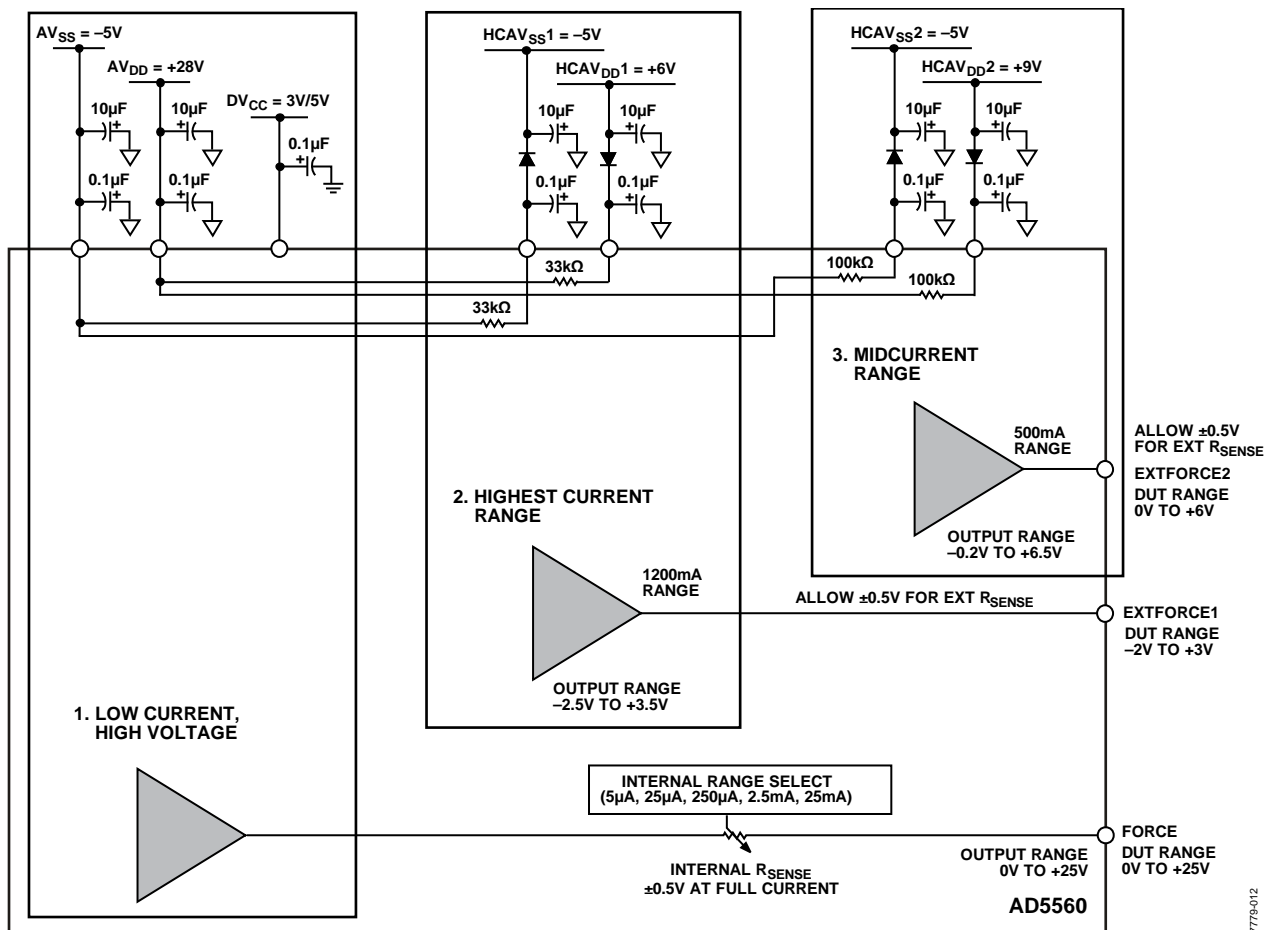 AVSS = –5V
AVDD = +28V
DVCC = 3V/5V
10µF
10µF
0.1µF
0.1µF
0.1µF
+
+
+
+
+
HCAVSS1 = –5V
HCAVDD1 = +6V
10µF
10µF
0.1µF
0.1µF
+
+
+
+
HCAVSS2 = –5V
HCAVDD2 = +9V
10µF
10µF
0.1µF
0.1µF
+
+
+
+
33kΩ
33kΩ
100kΩ
100kΩ
3. MIDCURRENT
RANGE
500mA
RANGE
OUTPUT RANGE
–0.2V TO +6.5V
ALLOW ±0.5V
FOR EXT RSENSE
EXTFORCE2
DUT RANGE
0V TO +6V
2. HIGHEST CURRENT
RANGE
1200mA
RANGE
OUTPUT RANGE
–2.5V TO +3.5V
ALLOW ±0.5V FOR EXT RSENSE
EXTFORCE1
DUT RANGE
–2V TO +3V
1. LOW CURRENT,
HIGH VOLTAGE
INTERNAL RANGE SELECT
(5µA, 25µA, 250µA, 2.5mA, 25mA)
INTERNAL RSENSE
±0.5V AT FULL CURRENT
OUTPUT RANGE
0V TO +25V
FORCE
DUT RANGE
0V TO +25V
AD5560
7779-012